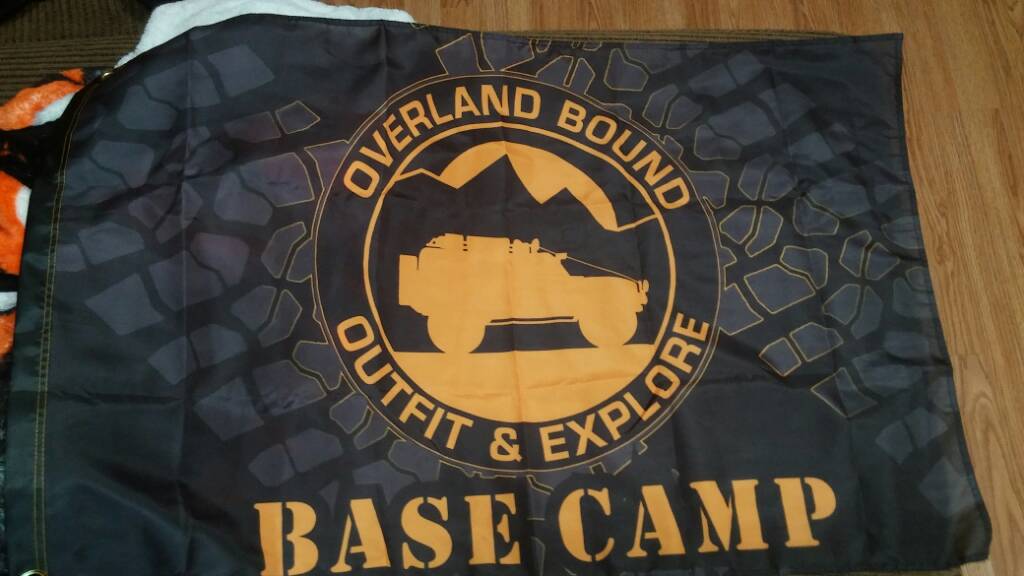 OVERLAND BOUND
OUTFIT & EXPLORE
BASE CAMP